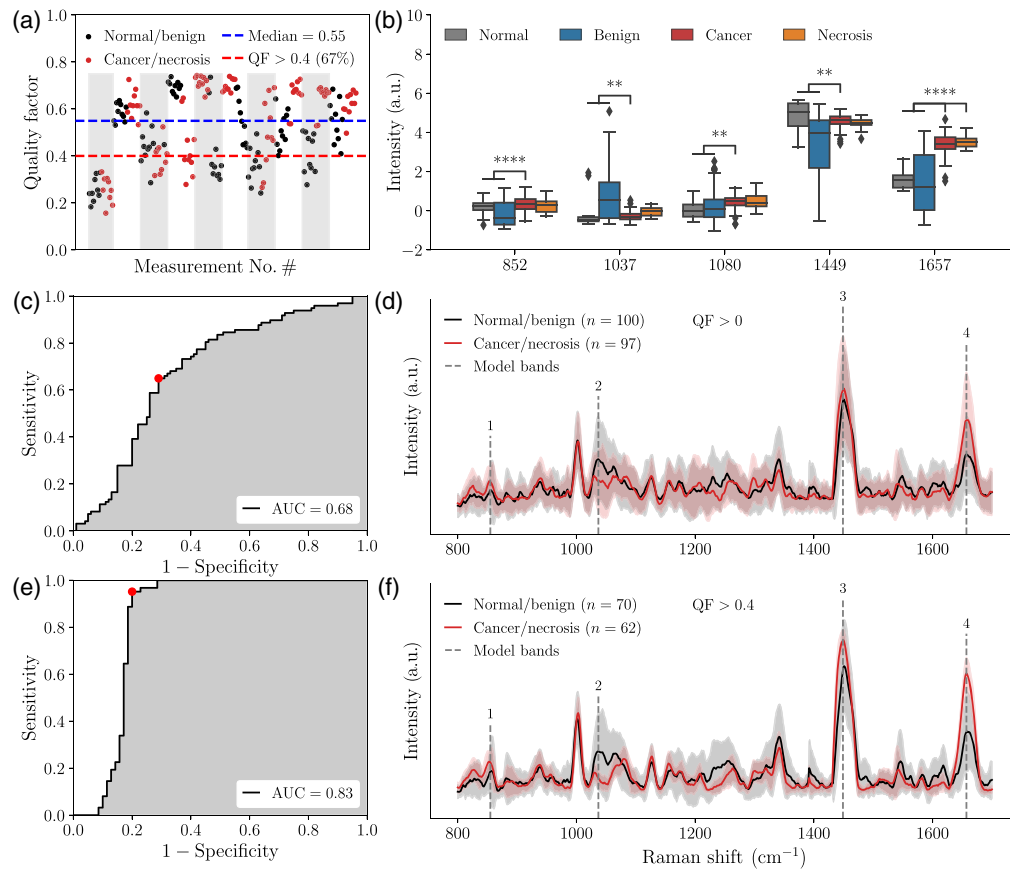 (a)
Normal/benign
Cancer/necrosis
Median = 0.55
QF > 0.4 (67%)
1.0
0.8
0.6
0.4
0.2
0.0
Quality factor
Measurement No. #
(b)
Normal
Benign
Cancer
Necrosis
10
8
6
4
2
0
−2
Intensity (a.u.)
****
**
**
**
****
852
1037
1080
1449
1657
(c)
1.0
0.8
0.6
0.4
0.2
0.0
Sensitivity
AUC = 0.68
0.0 0.2 0.4 0.6 0.8 1.0
1 − Specificity
(d)
Normal/benign (n = 100)
Cancer/necrosis (n = 97)
Model bands
QF > 0
1
2
3
4
Intensity (a.u.)
800 1000 1200 1400 1600
(e)
1.0
0.8
0.6
0.4
0.2
0.0
Sensitivity
AUC = 0.83
0.0 0.2 0.4 0.6 0.8 1.0
1 − Specificity
(f)
Normal/benign (n = 70)
Cancer/necrosis (n = 62)
Model bands
QF > 0.4
1
2
3
4
Intensity (a.u.)
800 1000 1200 1400 1600
Raman shift (cm⁻¹)